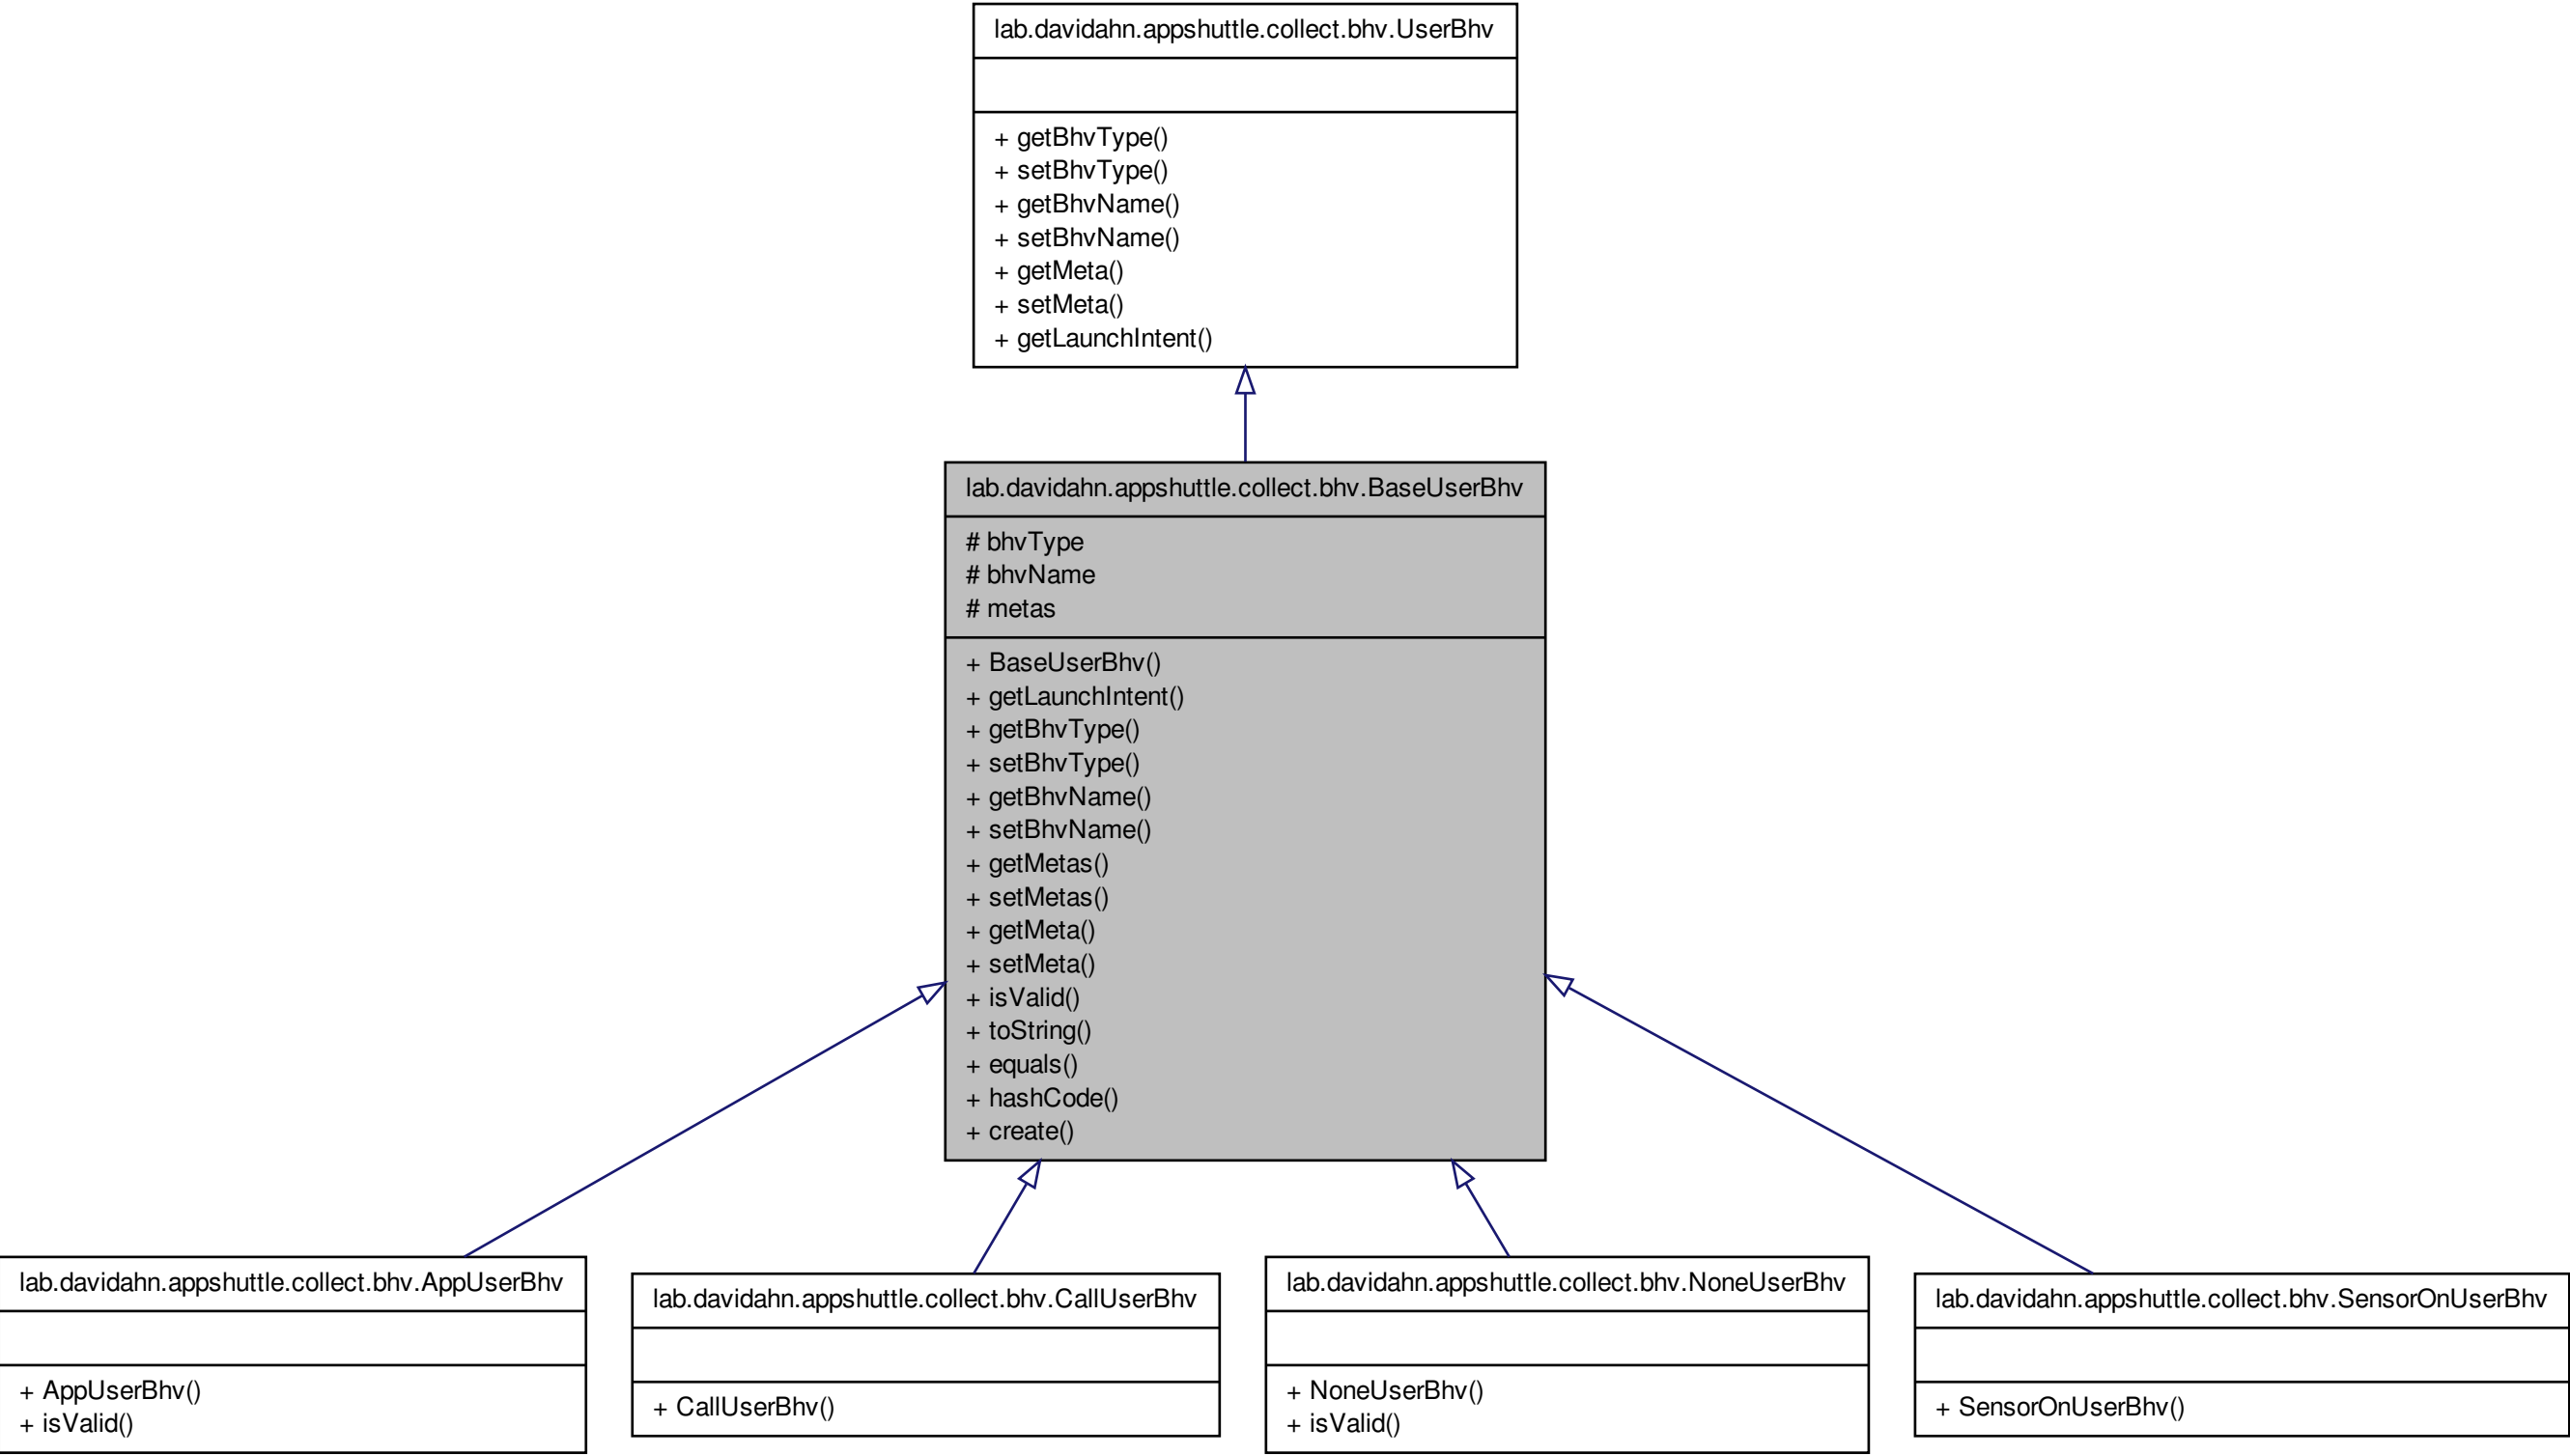 lab.davidahn.appshuttle.collect.bhv.UserBhv
+ getBhvType()
+ setBhvType()
+ getBhvName()
+ setBhvName()
+ getMeta()
+ setMeta()
+ getLaunchIntent()
lab.davidahn.appshuttle.collect.bhv.BaseUserBhv
# bhvType
# bhvName
# metas
+ BaseUserBhv()
+ getLaunchIntent()
+ getBhvType()
+ setBhvType()
+ getBhvName()
+ setBhvName()
+ getMetas()
+ setMetas()
+ getMeta()
+ setMeta()
+ isValid()
+ toString()
+ equals()
+ hashCode()
+ create()
lab.davidahn.appshuttle.collect.bhv.AppUserBhv
+ AppUserBhv()
+ isValid()
lab.davidahn.appshuttle.collect.bhv.CallUserBhv
+ CallUserBhv()
lab.davidahn.appshuttle.collect.bhv.NoneUserBhv
+ NoneUserBhv()
+ isValid()
lab.davidahn.appshuttle.collect.bhv.SensorOnUserBhv
+ SensorOnUserBhv()